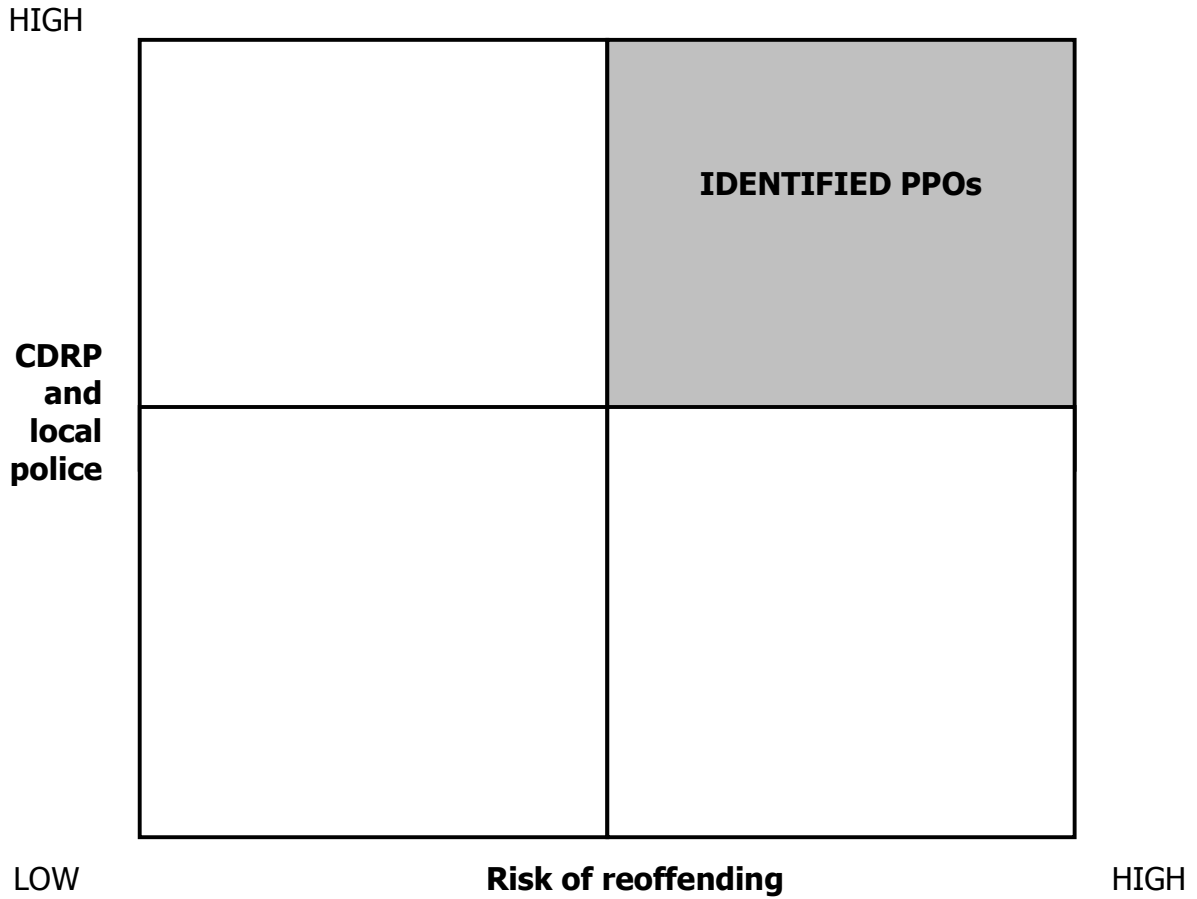 HIGH
IDENTIFIED PPOs
CDRP
and
local
police
LOW
Risk of reoffending
HIGH